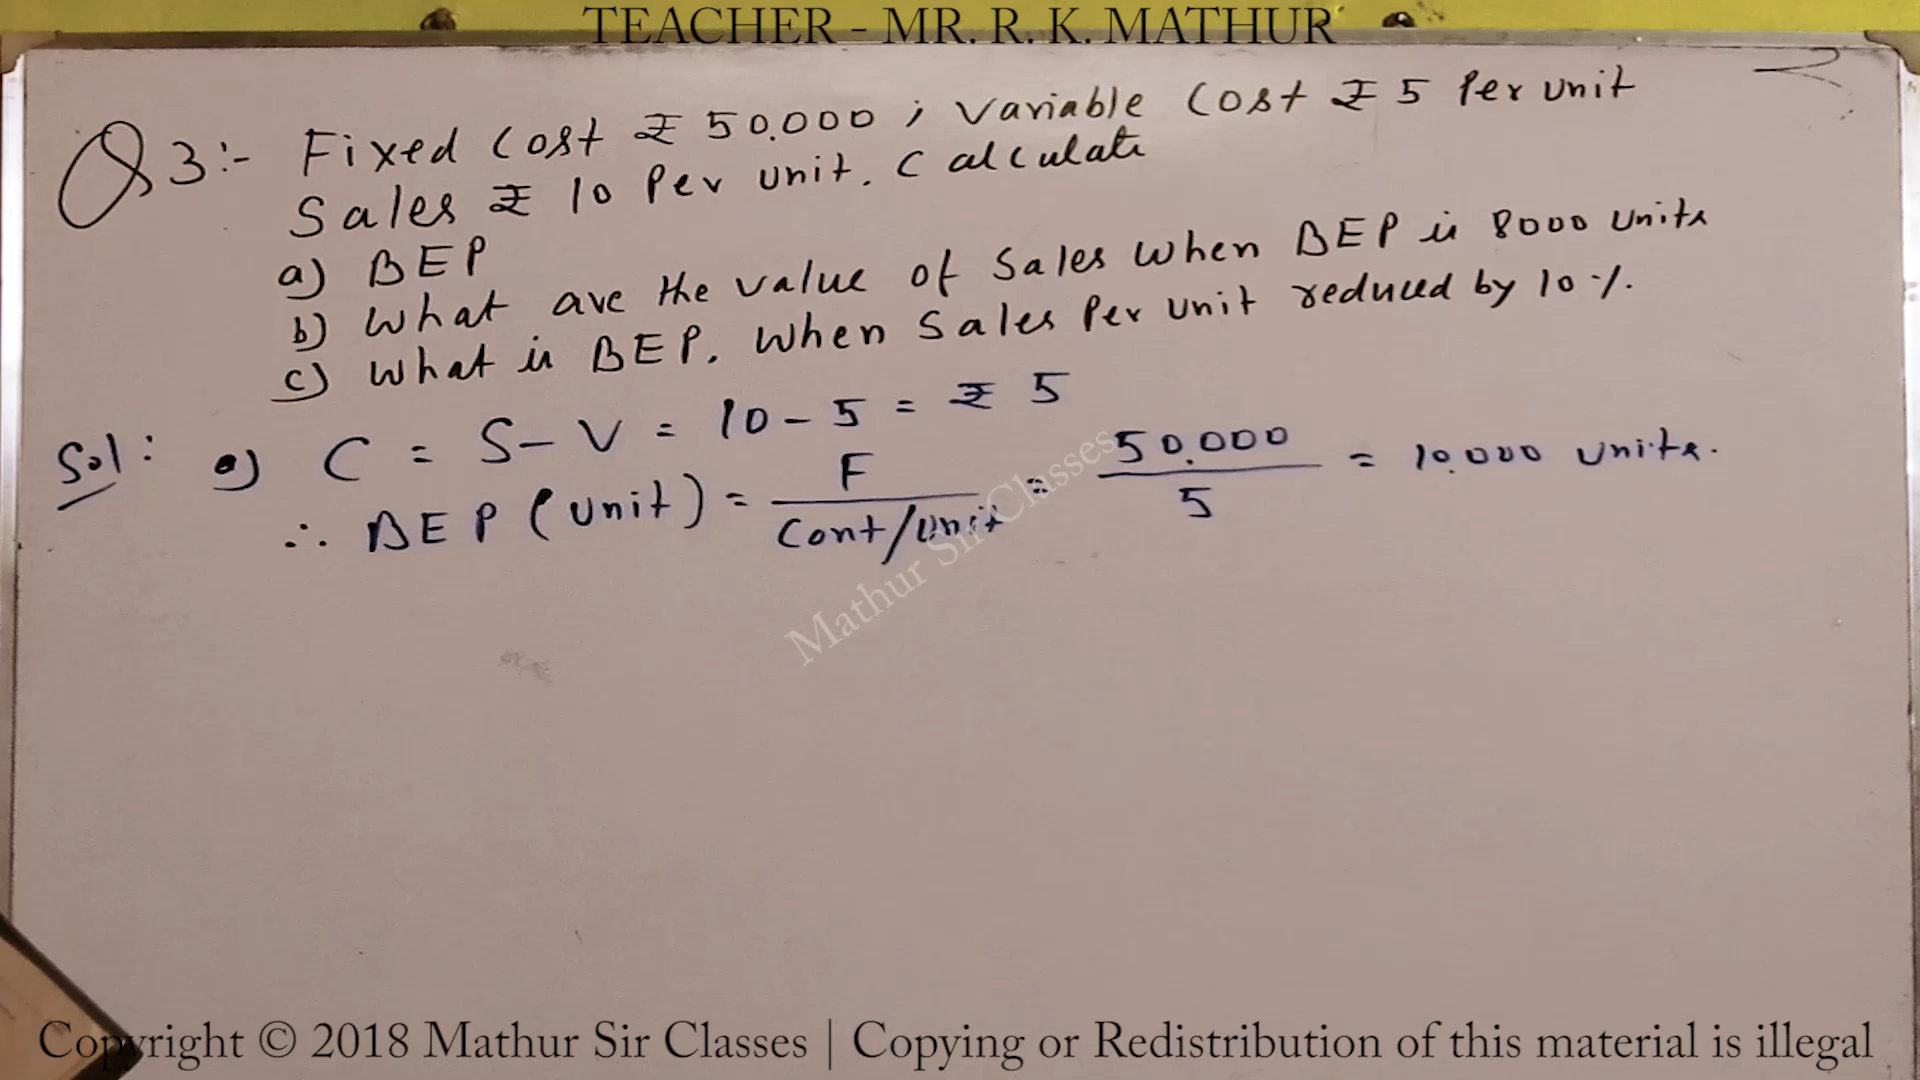 TEACHER - MR. R. K. MATHUR
Q3:- Fixed Cost ₹ 50,000 ; Variable Cost ₹ 5 Per unit
Sales ₹ 10 Per unit. Calculate
a) BEP
b) What are the value of Sales when BEP is 8000 units
c) What is BEP. When Sales Per unit reduced by 10%.
Sol: a) C = S - V = 10 - 5 = ₹ 5
∴ BEP (unit) = F / Cont/Unit = 50,000 / 5 = 10,000 units.
Mathur Sir Classes
Copyright © 2018 Mathur Sir Classes | Copying or Redistribution of this material is illegal